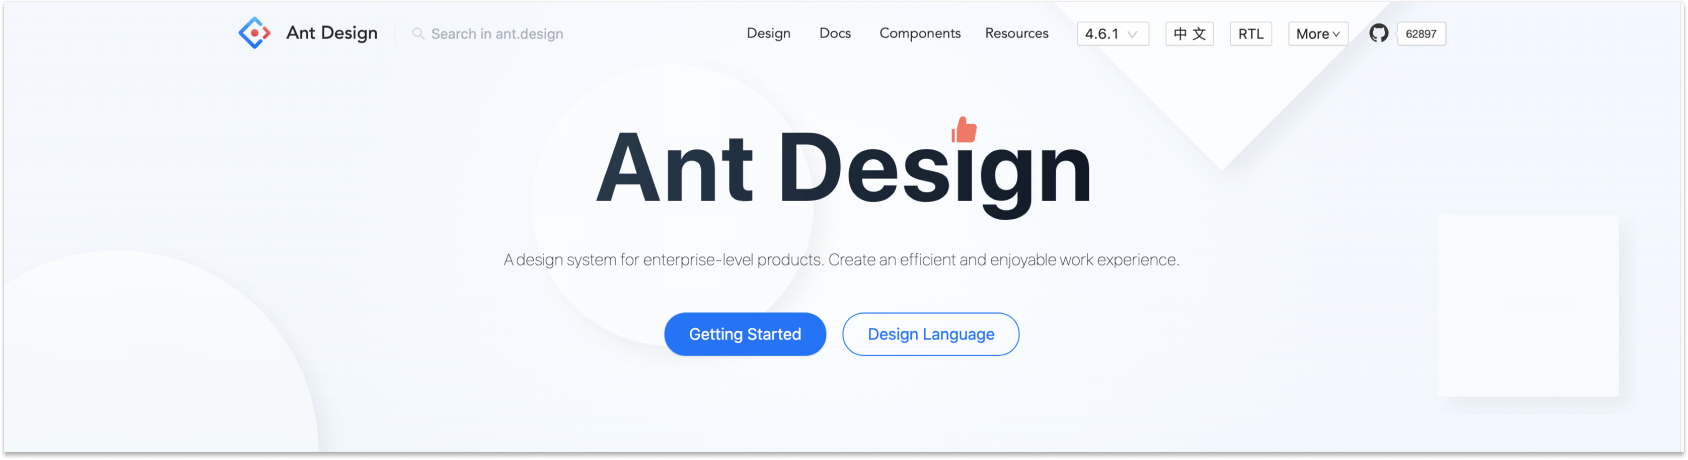 Ant Design Search in ant.design Design Docs Components Resources 4.6.1 中 文 RTL More 62897
Ant Design
A design system for enterprise-level products. Create an efficient and enjoyable work experience.
Getting Started Design Language